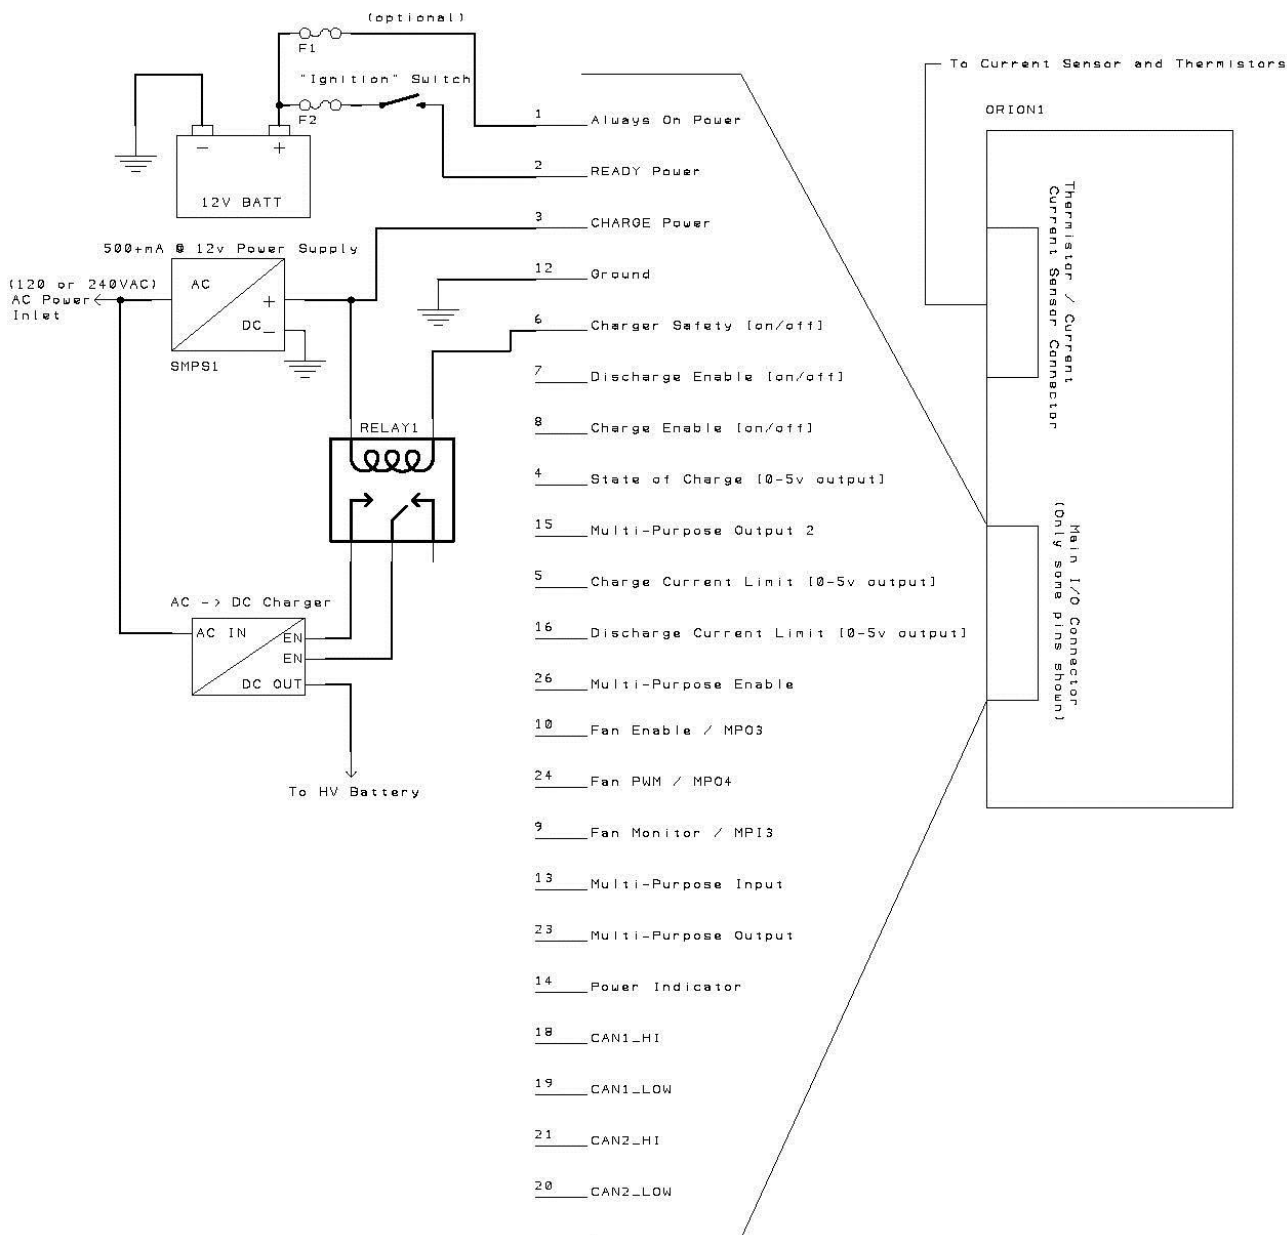 (optional)
F1
"Ignition" Switch
F2
- +
12V BATT
500+mA @ 12v Power Supply
(120 or 240VAC)
AC Power
Inlet
AC
+
DC_
SMPS1
RELAY1
AC -> DC Charger
AC IN
EN
EN
DC OUT
To HV Battery
1 Always On Power
2 READY Power
3 CHARGE Power
12 Ground
6 Charger Safety [on/off]
7 Discharge Enable [on/off]
8 Charge Enable [on/off]
4 State of Charge [0-5v output]
15 Multi-Purpose Output 2
5 Charge Current Limit [0-5v output]
16 Discharge Current Limit [0-5v output]
26 Multi-Purpose Enable
10 Fan Enable / MPO3
24 Fan PWM / MPO4
9 Fan Monitor / MPI3
13 Multi-Purpose Input
23 Multi-Purpose Output
14 Power Indicator
18 CAN1_HI
19 CAN1_LOW
21 CAN2_HI
20 CAN2_LOW
To Current Sensor and Thermistors
ORION1
Thermistor / Current
Current Sensor Connector
Main I/O Connector
(Only some pins shown)